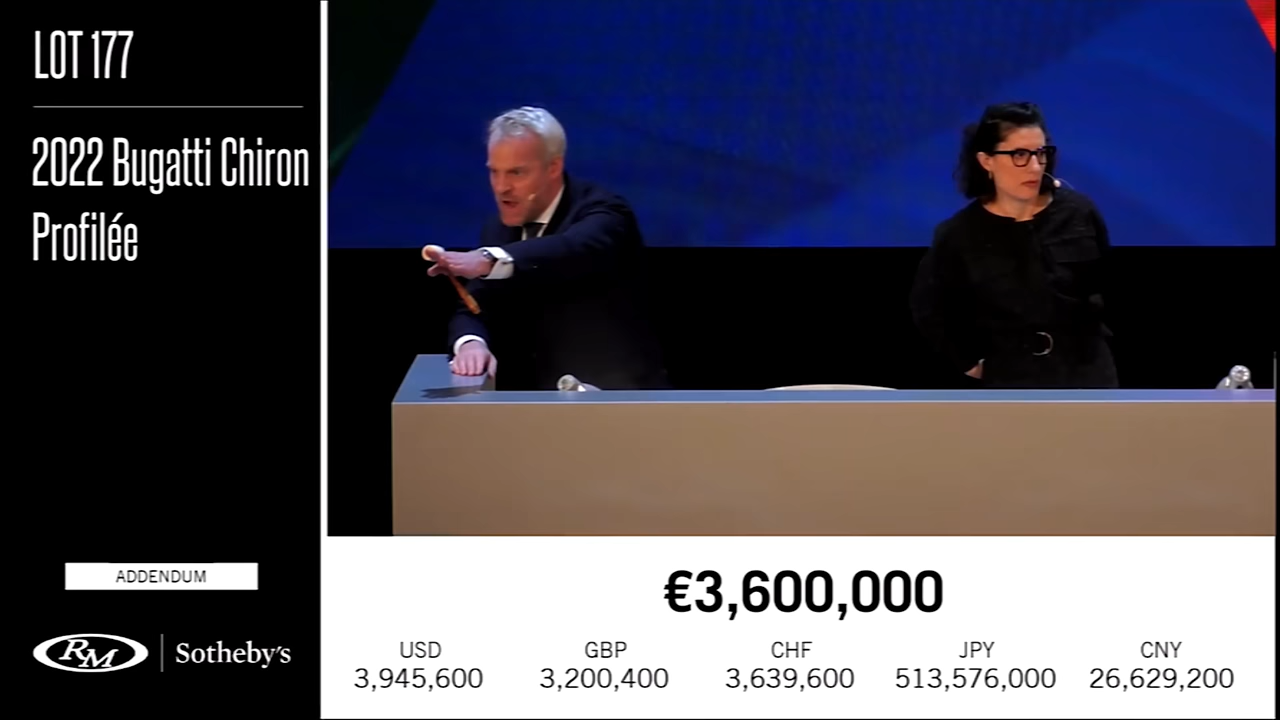 LOT 177
2022 Bugatti Chiron
Profilée
ADDENDUM
RM Sotheby's
€3,600,000
USD GBP CHF JPY CNY
3,945,600 3,200,400 3,639,600 513,576,000 26,629,200